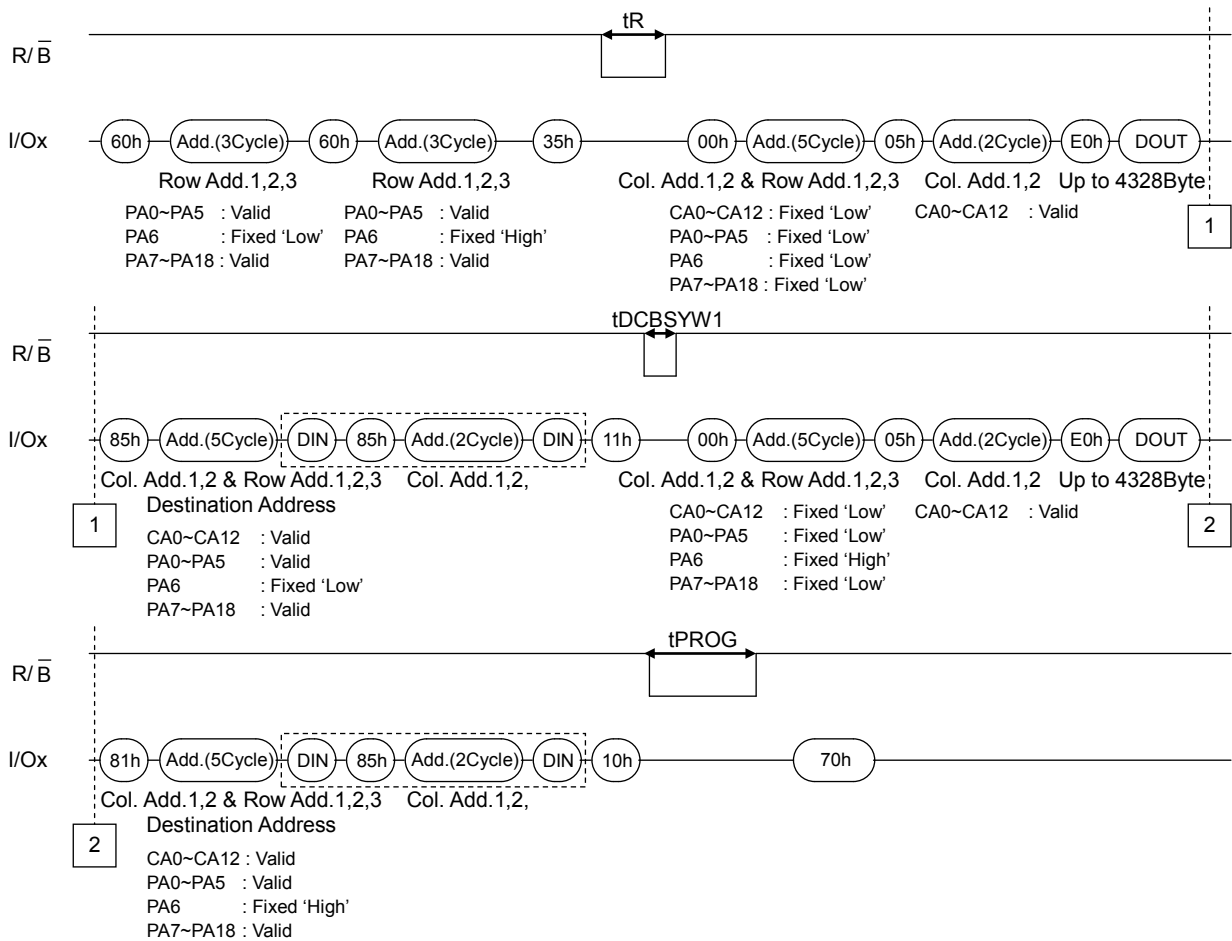 tR
R/B̅
I/Ox 60h Add.(3Cycle) 60h Add.(3Cycle) 35h 00h Add.(5Cycle) 05h Add.(2Cycle) E0h DOUT
Row Add.1,2,3 Row Add.1,2,3 Col. Add.1,2 & Row Add.1,2,3 Col. Add.1,2 Up to 4328Byte
PA0~PA5 : Valid
PA6 : Fixed ‘Low’
PA7~PA18 : Valid
PA0~PA5 : Valid
PA6 : Fixed ‘High’
PA7~PA18 : Valid
CA0~CA12 : Fixed ‘Low’
PA0~PA5 : Fixed ‘Low’
PA6 : Fixed ‘Low’
PA7~PA18 : Fixed ‘Low’
CA0~CA12 : Valid
1
tDCBSYW1
R/B̅
I/Ox 85h Add.(5Cycle) DIN 85h Add.(2Cycle) DIN 11h 00h Add.(5Cycle) 05h Add.(2Cycle) E0h DOUT
Col. Add.1,2 & Row Add.1,2,3 Col. Add.1,2, Col. Add.1,2 & Row Add.1,2,3 Col. Add.1,2 Up to 4328Byte
Destination Address
1
CA0~CA12 : Valid
PA0~PA5 : Valid
PA6 : Fixed ‘Low’
PA7~PA18 : Valid
CA0~CA12 : Fixed ‘Low’
PA0~PA5 : Fixed ‘Low’
PA6 : Fixed ‘High’
PA7~PA18 : Fixed ‘Low’
CA0~CA12 : Valid
2
tPROG
R/B̅
I/Ox 81h Add.(5Cycle) DIN 85h Add.(2Cycle) DIN 10h 70h
Col. Add.1,2 & Row Add.1,2,3 Col. Add.1,2,
Destination Address
2
CA0~CA12 : Valid
PA0~PA5 : Valid
PA6 : Fixed ‘High’
PA7~PA18 : Valid